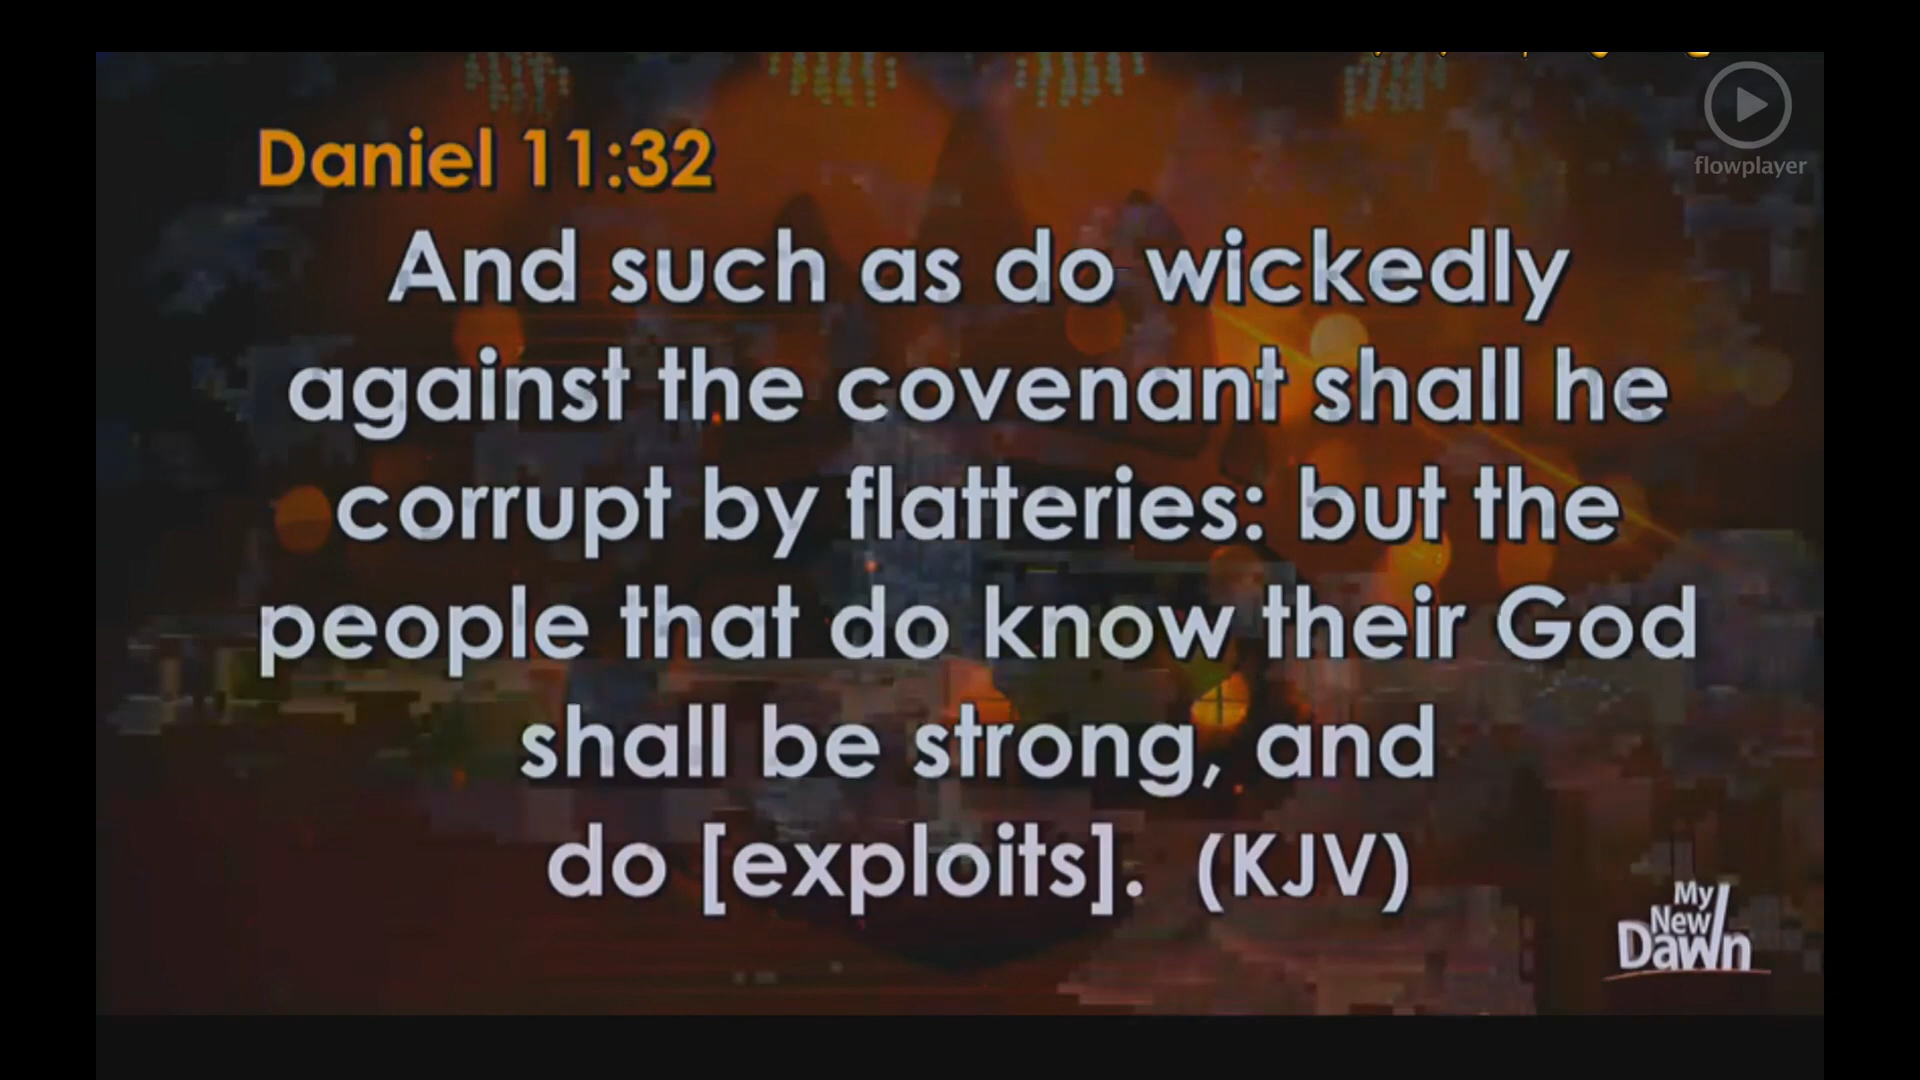 flowplayer
Daniel 11:32
And such as do wickedly
against the covenant shall he
corrupt by flatteries: but the
people that do know their God
shall be strong, and
do [exploits]. (KJV)
My
New
Dawn